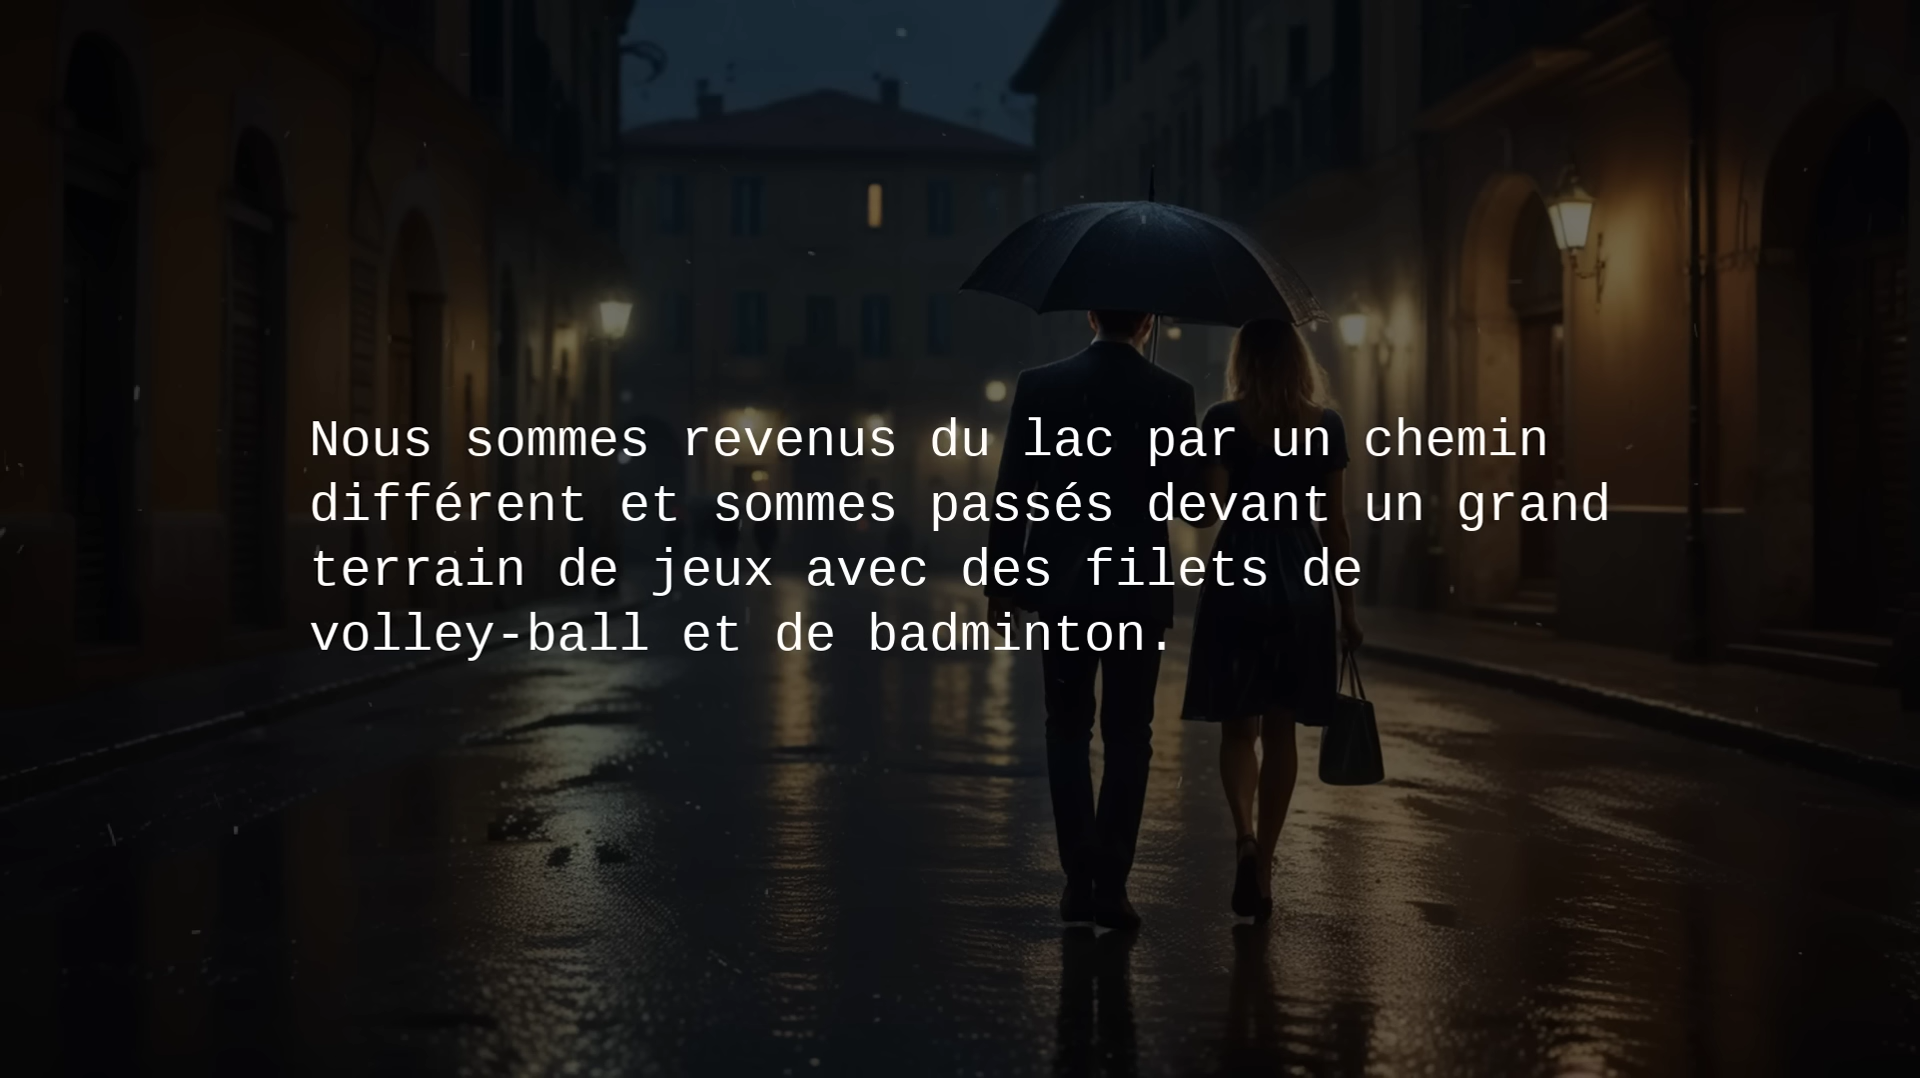 Nous sommes revenus du lac par un chemin
différent et sommes passés devant un grand
terrain de jeux avec des filets de
volley-ball et de badminton.